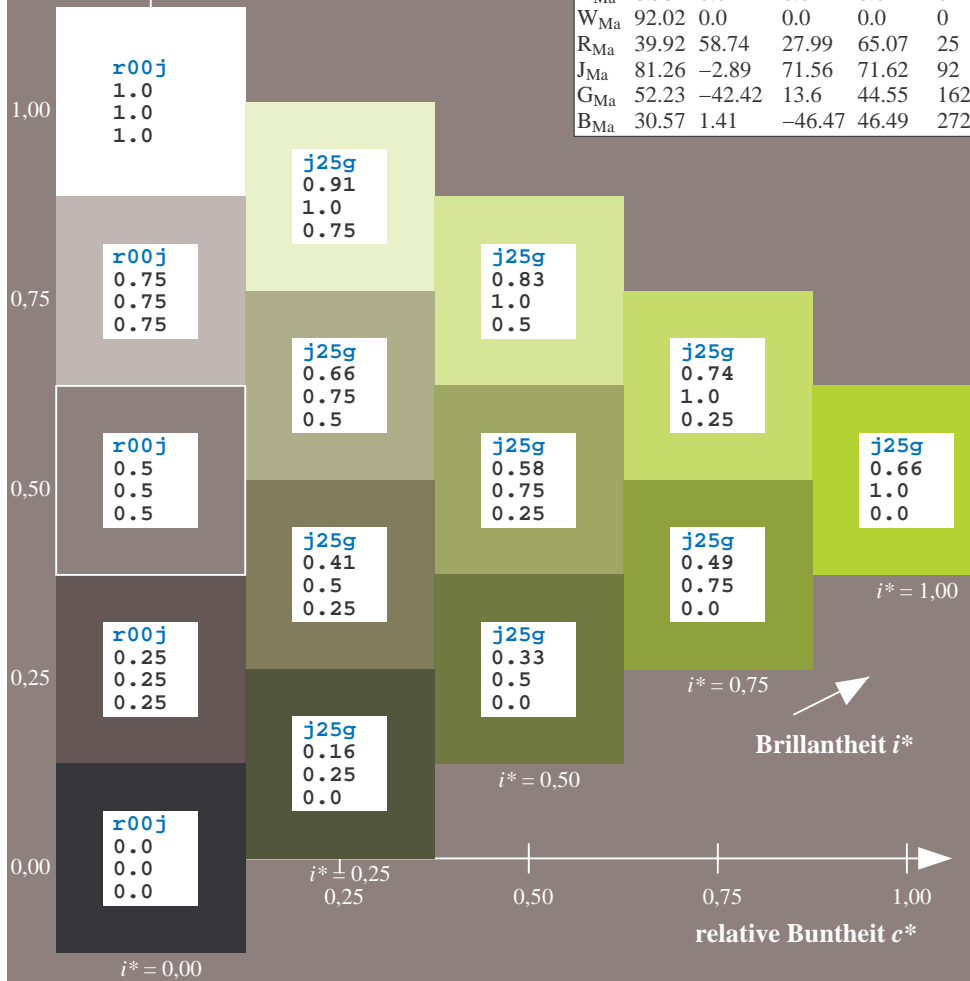 W Ma 92.02 0.0 0.0 0.0 0
R Ma 39.92 58.74 27.99 65.07 25
J Ma 81.26 −2.89 71.56 71.62 92
G Ma 52.23 −42.42 13.6 44.55 162
B Ma 30.57 1.41 −46.47 46.49 272
1,00
r00j
1.0
1.0
1.0
j25g
0.91
1.0
0.75
0,75
r00j
0.75
0.75
0.75
j25g
0.83
1.0
0.5
j25g
0.66
0.75
0.5
j25g
0.74
1.0
0.25
0,50
r00j
0.5
0.5
0.5
j25g
0.58
0.75
0.25
j25g
0.66
1.0
0.0
i* = 1,00
j25g
0.41
0.5
0.25
j25g
0.49
0.75
0.0
i* = 0,75
0,25
r00j
0.25
0.25
0.25
j25g
0.33
0.5
0.0
i* = 0,50
Brillantheit i*
j25g
0.16
0.25
0.0
i* = 0,25
0,00
r00j
0.0
0.0
0.0
i* = 0,00
0,25
0,50
0,75
1,00
relative Buntheit c*